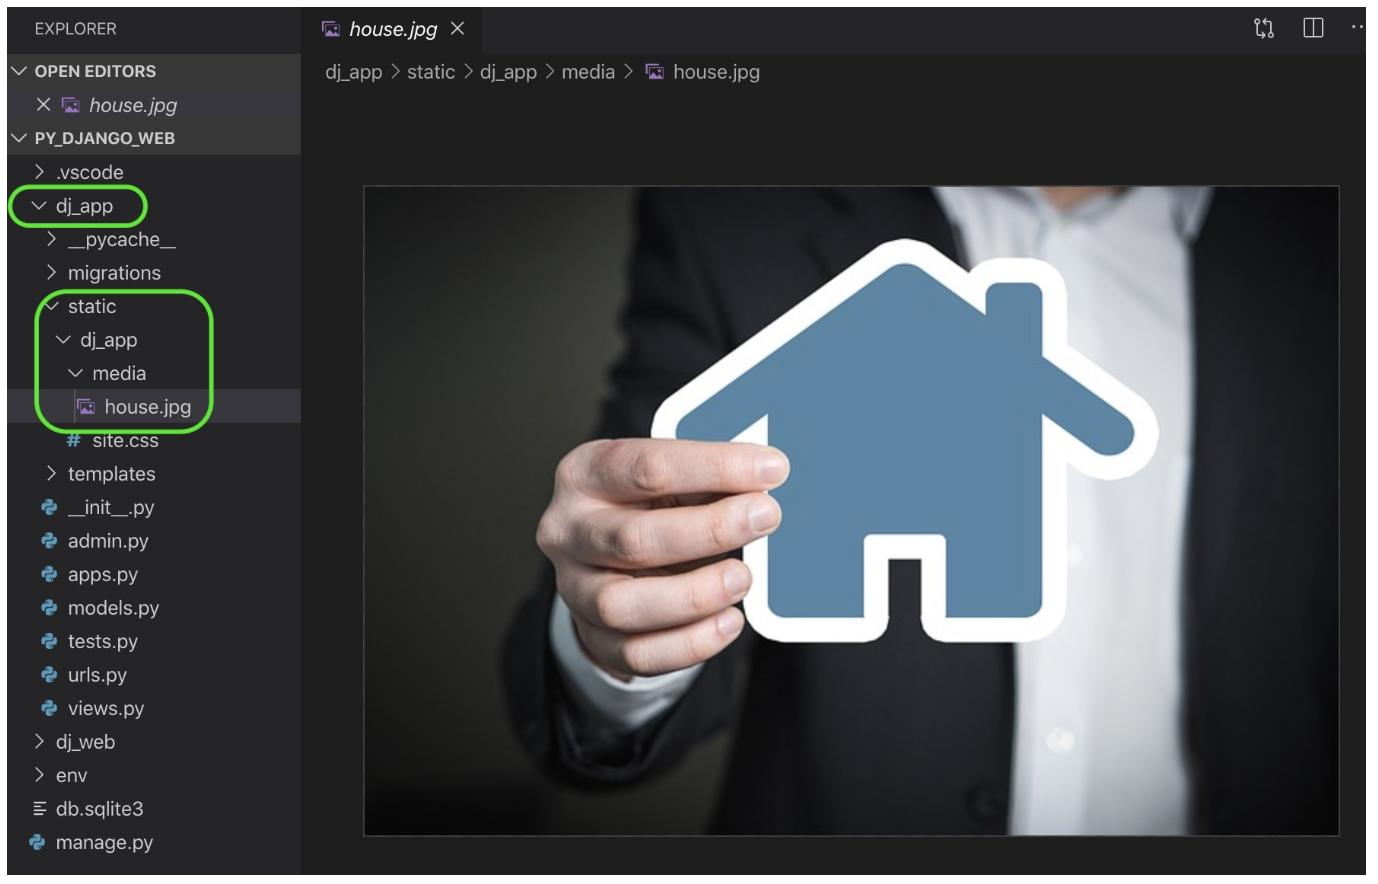 EXPLORER
OPEN EDITORS
house.jpg
PY_DJANGO_WEB
.vscode
dj_app
__pycache__
migrations
static
dj_app
media
house.jpg
site.css
templates
__init__.py
admin.py
apps.py
models.py
tests.py
urls.py
views.py
dj_web
env
db.sqlite3
manage.py
house.jpg
dj_app > static > dj_app > media > house.jpg